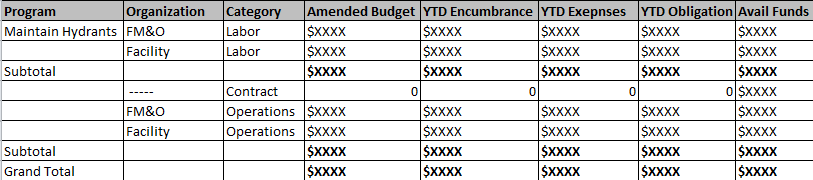 Program Organization Category Amended Budget YTD Encumbrance YTD Exepnses YTD Obligation Avail Funds
Maintain Hydrants FM&O Labor $XXXX $XXXX $XXXX $XXXX $XXXX
Facility Labor $XXXX $XXXX $XXXX $XXXX $XXXX
Subtotal $XXXX $XXXX $XXXX $XXXX $XXXX
----- Contract 0 0 0 0 $XXXX
FM&O Operations $XXXX $XXXX $XXXX $XXXX $XXXX
Facility Operations $XXXX $XXXX $XXXX $XXXX $XXXX
Subtotal $XXXX $XXXX $XXXX $XXXX $XXXX
Grand Total $XXXX $XXXX $XXXX $XXXX $XXXX